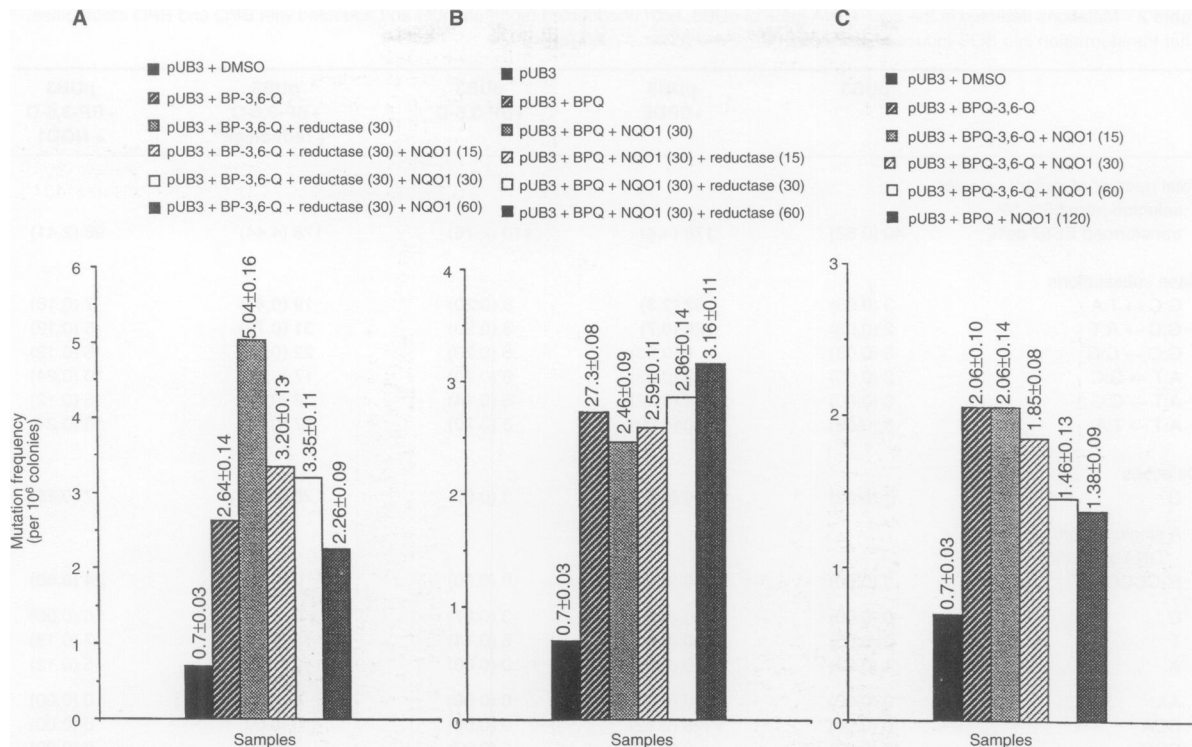 A
pUB3 + DMSO
pUB3 + BP-3,6-Q
pUB3 + BP-3,6-Q + reductase (30)
pUB3 + BP-3,6-Q + reductase (30) + NQO1 (15)
pUB3 + BP-3,6-Q + reductase (30) + NQO1 (30)
pUB3 + BP-3,6-Q + reductase (30) + NQO1 (60)
Mutation frequency
(per 10⁶ colonies)
6
5
4
3
2
1
0
0.7±0.03
2.64±0.14
5.04±0.16
3.20±0.13
3.35±0.11
2.26±0.09
Samples
B
pUB3
pUB3 + BPQ
pUB3 + BPQ + NQO1 (30)
pUB3 + BPQ + NQO1 (30) + reductase (15)
pUB3 + BPQ + NQO1 (30) + reductase (30)
pUB3 + BPQ + NQO1 (30) + reductase (60)
4
3
2
1
0
0.7±0.03
27.3±0.08
2.46±0.09
2.59±0.11
2.86±0.14
3.16±0.11
Samples
C
pUB3 + DMSO
pUB3 + BPQ-3,6-Q
pUB3 + BPQ-3,6-Q + NQO1 (15)
pUB3 + BPQ-3,6-Q + NQO1 (30)
pUB3 + BPQ-3,6-Q + NQO1 (60)
pUB3 + BPQ + NQO1 (120)
3
2
1
0
0.7±0.03
2.06±0.10
2.06±0.14
1.85±0.08
1.46±0.13
1.38±0.09
Samples